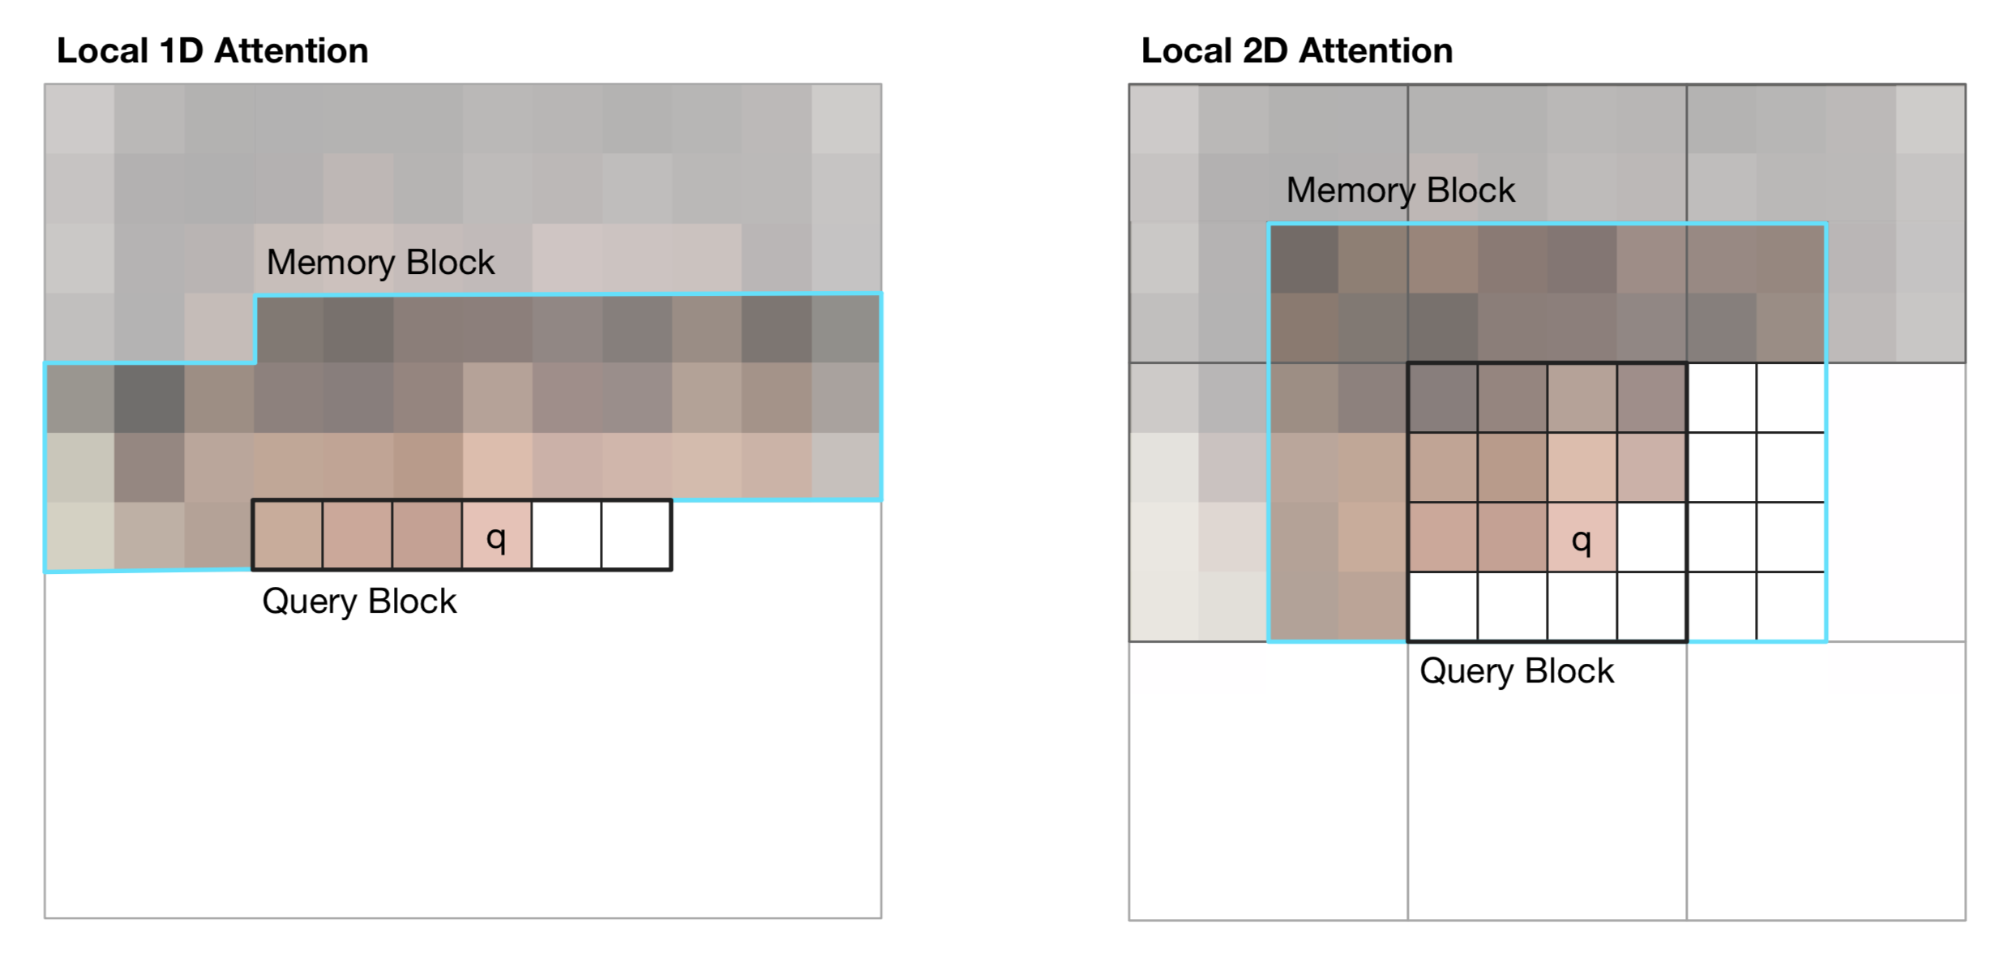 Local 1D Attention
Memory Block
q
Query Block
Local 2D Attention
Memory Block
q
Query Block